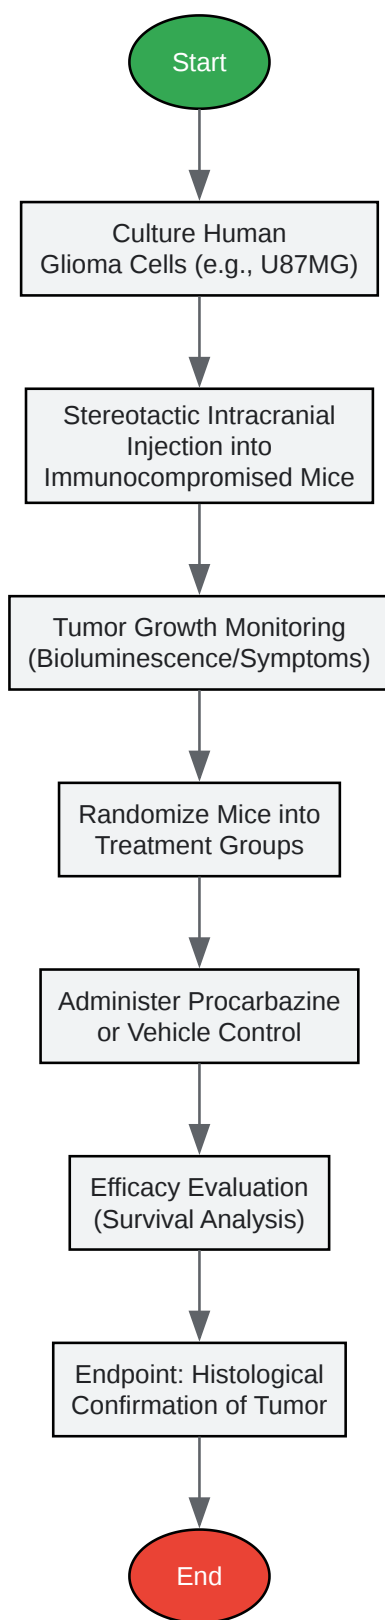 Start
Culture Human
Glioma Cells (e.g., U87MG)
Stereotactic Intracranial
Injection into
Immunocompromised Mice
Tumor Growth Monitoring
(Bioluminescence/Symptoms)
Randomize Mice into
Treatment Groups
Administer Procarbazine
or Vehicle Control
Efficacy Evaluation
(Survival Analysis)
Endpoint: Histological
Confirmation of Tumor
End